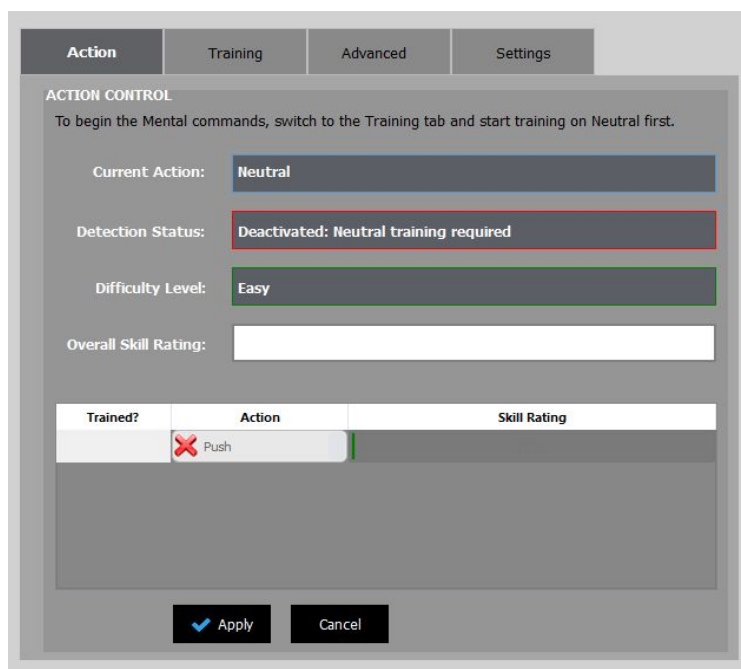 Action Training Advanced Settings
ACTION CONTROL
To begin the Mental commands, switch to the Training tab and start training on Neutral first.
Current Action: Neutral
Detection Status: Deactivated: Neutral training required
Difficulty Level: Easy
Overall Skill Rating:
Trained? Action Skill Rating
Push
Apply Cancel